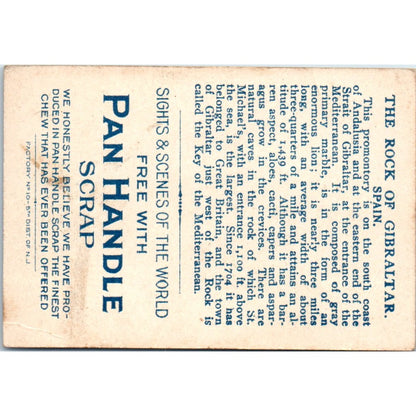 THE ROCK OF GIBRALTAR.
SPAIN.
This promontory is on the south coast
of Andalusia and at the eastern end of the
Strait of Gibraltar, at the entrance of the
Mediterranean. It is composed of gray
primary marble, in the form of an
enormous lion; it is nearly three miles
long, with an average width of about
three-quarter of a mile and attains an al-
titude of 1,439 ft. Although it has a bar-
ren aspect, aloes, cacti, capers and aspar-
agus grow in the crevices. There are
natural caves in the rock, of which St.
Michael's, with an entrance 1,100 ft. above
the sea, is the largest. Since 1704 it has
belonged to Great Britain, and the town
of Gibraltar just west of the Rock is
called the Key of the Mediterranean.
SIGHTS & SCENES OF THE WORLD
FREE WITH
PAN HANDLE
SCRAP
WE HONESTLY BELIEVE WE HAVE PRO-
DUCED IN PAN HANDLE SCRAP THE FINEST
CHEW THAT HAS EVER BEEN OFFERED
FACTORY Nº 10-5TH DIST. OF N.J.